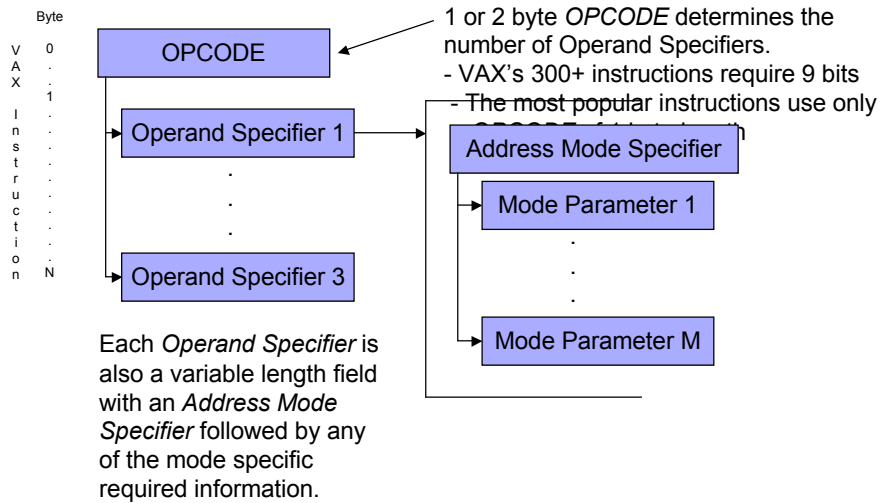 Byte
VAX Instruction
0
.
.
1
.
.
.
.
.
.
.
.
.
.
N
OPCODE
1 or 2 byte OPCODE determines the
number of Operand Specifiers.
- VAX's 300+ instructions require 9 bits
- The most popular instructions use only
Operand Specifier 1
.
.
.
Operand Specifier 3
Address Mode Specifier
Mode Parameter 1
.
.
.
Mode Parameter M
Each Operand Specifier is
also a variable length field
with an Address Mode
Specifier followed by any
of the mode specific
required information.